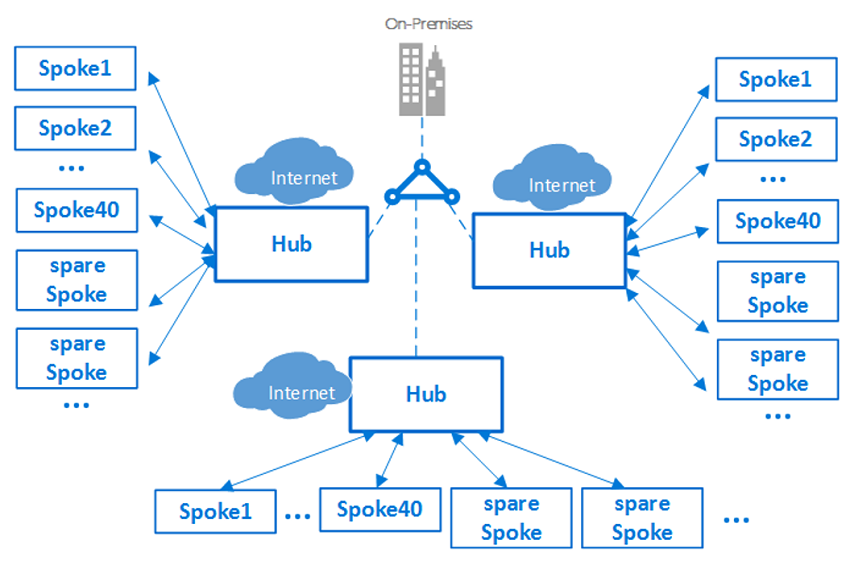 On-Premises
Spoke1
Spoke2
...
Spoke40
spare
Spoke
spare
Spoke
...
Internet
Hub
Internet
Hub
Spoke1
Spoke2
...
Spoke40
spare
Spoke
spare
Spoke
...
Internet
Hub
Spoke1
...
Spoke40
spare
Spoke
spare
Spoke
...